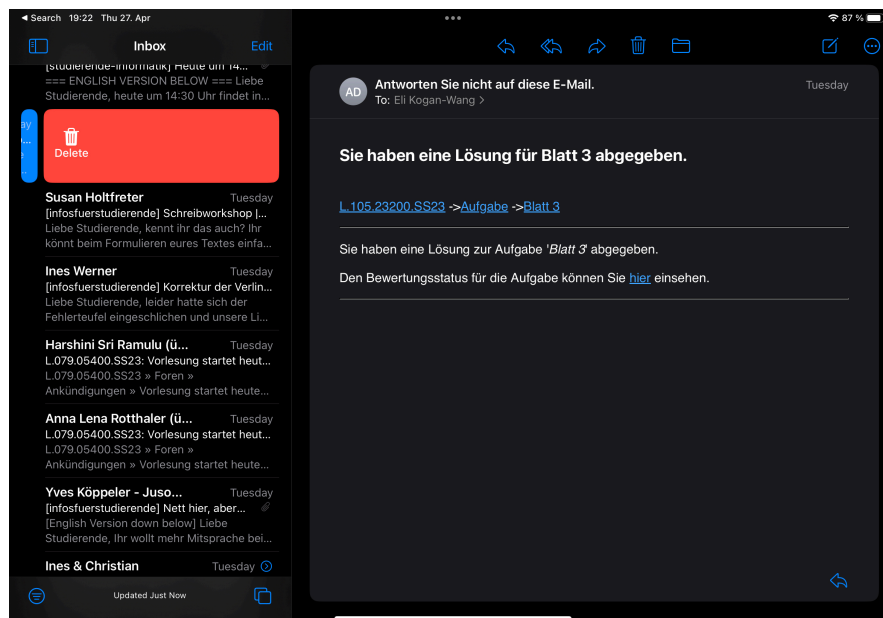 ◀ Search 19:22 Thu 27. Apr
87 %
Inbox
Edit
[studierende-informatik] Heute um 14...
=== ENGLISH VERSION BELOW === Liebe
Studierende, heute um 14:30 Uhr findet in...
ay
Delete
Susan Holtfreter Tuesday
[infosfuerstudierende] Schreibworkshop |...
Liebe Studierende, kennt ihr das auch? Ihr
könnt beim Formulieren eures Textes einfa...
Ines Werner Tuesday
[infosfuerstudierende] Korrektur der Verlin...
Liebe Studierende, leider hatte sich der
Fehlerteufel eingeschlichen und unsere Li...
Harshini Sri Ramulu (ü... Tuesday
L.079.05400.SS23: Vorlesung startet heut...
L.079.05400.SS23 » Foren »
Ankündigungen » Vorlesung startet heute...
Anna Lena Rotthaler (ü... Tuesday
L.079.05400.SS23: Vorlesung startet heut...
L.079.05400.SS23 » Foren »
Ankündigungen » Vorlesung startet heute...
Yves Köppeler - Juso... Tuesday
[infosfuerstudierende] Nett hier, aber...
[English Version down below] Liebe
Studierende, Ihr wollt mehr Mitsprache bei...
Ines & Christian Tuesday
Updated Just Now
AD
Antworten Sie nicht auf diese E-Mail.
Tuesday
To: Eli Kogan-Wang >
Sie haben eine Lösung für Blatt 3 abgegeben.
L.105.23200.SS23 ->Aufgabe ->Blatt 3
Sie haben eine Lösung zur Aufgabe 'Blatt 3' abgegeben.
Den Bewertungsstatus für die Aufgabe können Sie hier einsehen.